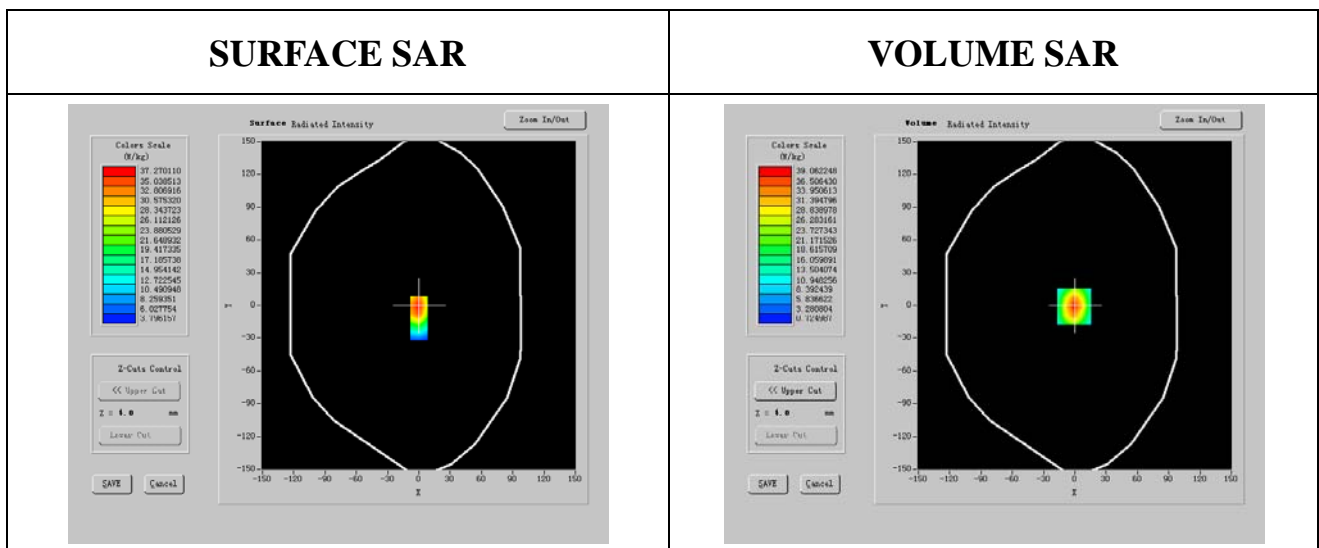 SURFACE SAR
VOLUME SAR
Surface Radiated Intensity
Zoom In/Out
Colors Scale
(W/kg)
37.270110
35.038513
32.806916
30.575320
28.343723
26.112126
23.880529
21.648932
19.417335
17.185738
14.954142
12.722545
10.490948
8.259351
6.027754
3.796157
150
120
90
60
30
0
-30
-60
-90
-120
-150
Y
-150 -120 -90 -60 -30 0 30 60 90 120 150
X
Z-Cuts Control
<< Upper Cut
Z = 4.0 mm
Lower Cut
SAVE Cancel
Volume Radiated Intensity
Zoom In/Out
Colors Scale
(W/kg)
39.062248
36.506430
33.950613
31.394796
28.838978
26.283161
23.727343
21.171526
18.615709
16.059891
13.504074
10.948256
8.392439
5.836622
3.280804
0.724987
150
120
90
60
30
0
-30
-60
-90
-120
-150
Y
-150 -120 -90 -60 -30 0 30 60 90 120 150
X
Z-Cuts Control
<< Upper Cut
Z = 4.0 mm
Lower Cut
SAVE Cancel